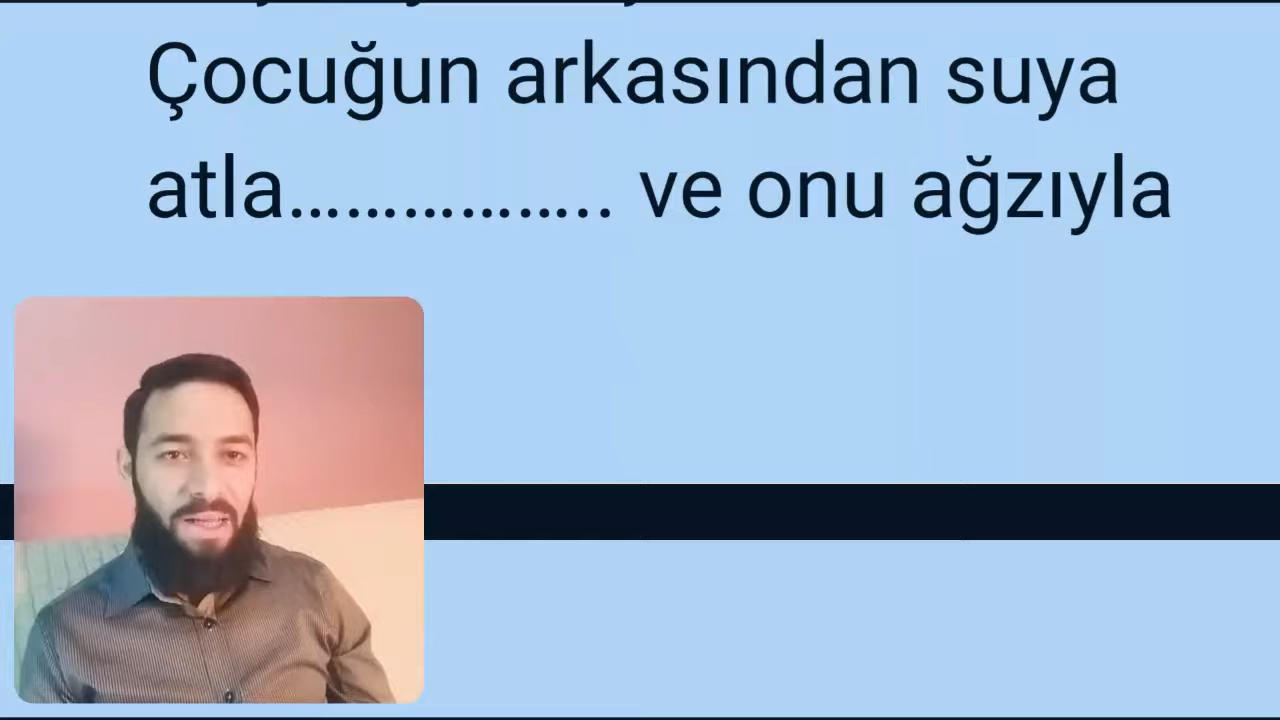 Çocuğun arkasından suya
atla…………….. ve onu ağzıyla